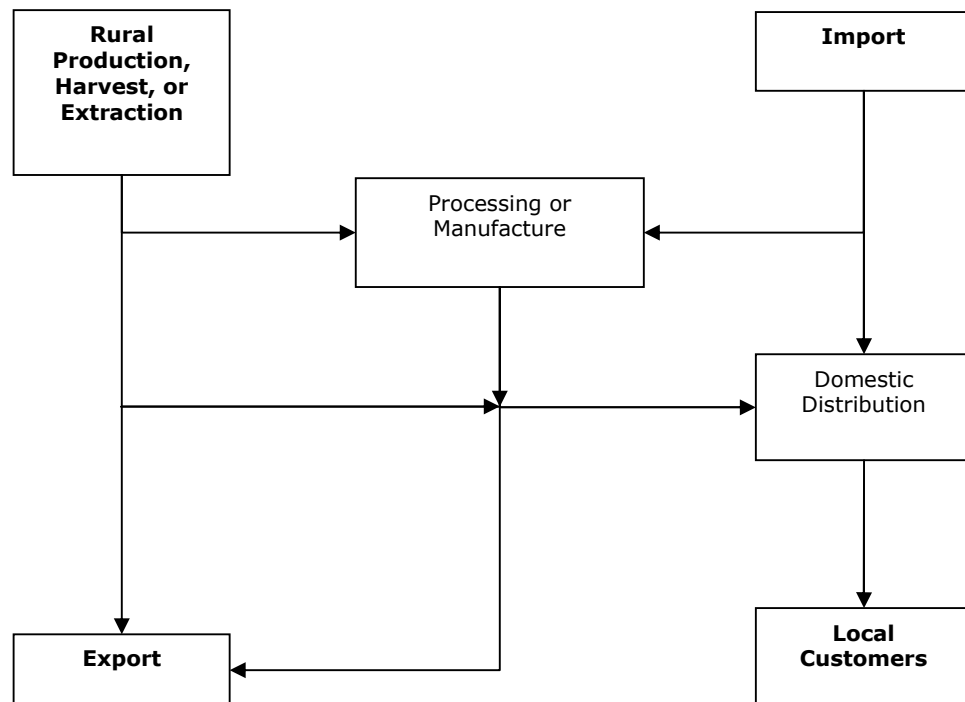 Rural
Production,
Harvest, or
Extraction
Import
Processing or
Manufacture
Domestic
Distribution
Export
Local
Customers